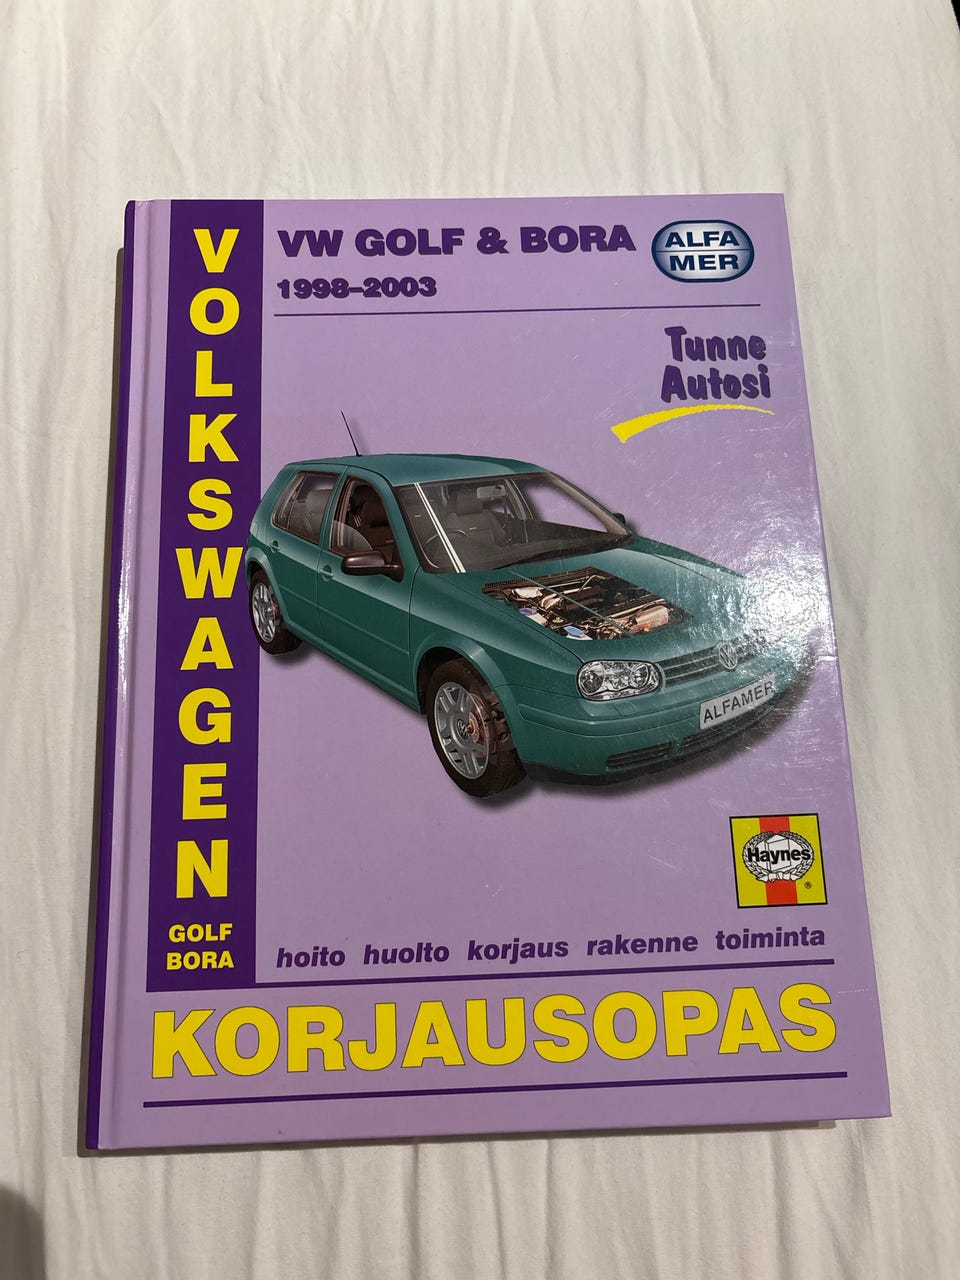 VOLKSWAGEN
GOLF
BORA
VW GOLF & BORA
1998–2003
ALFA
MER
Tunne
Autosi
ALFAMER
Haynes
®
hoito huolto korjaus rakenne toiminta
KORJAUSOPAS